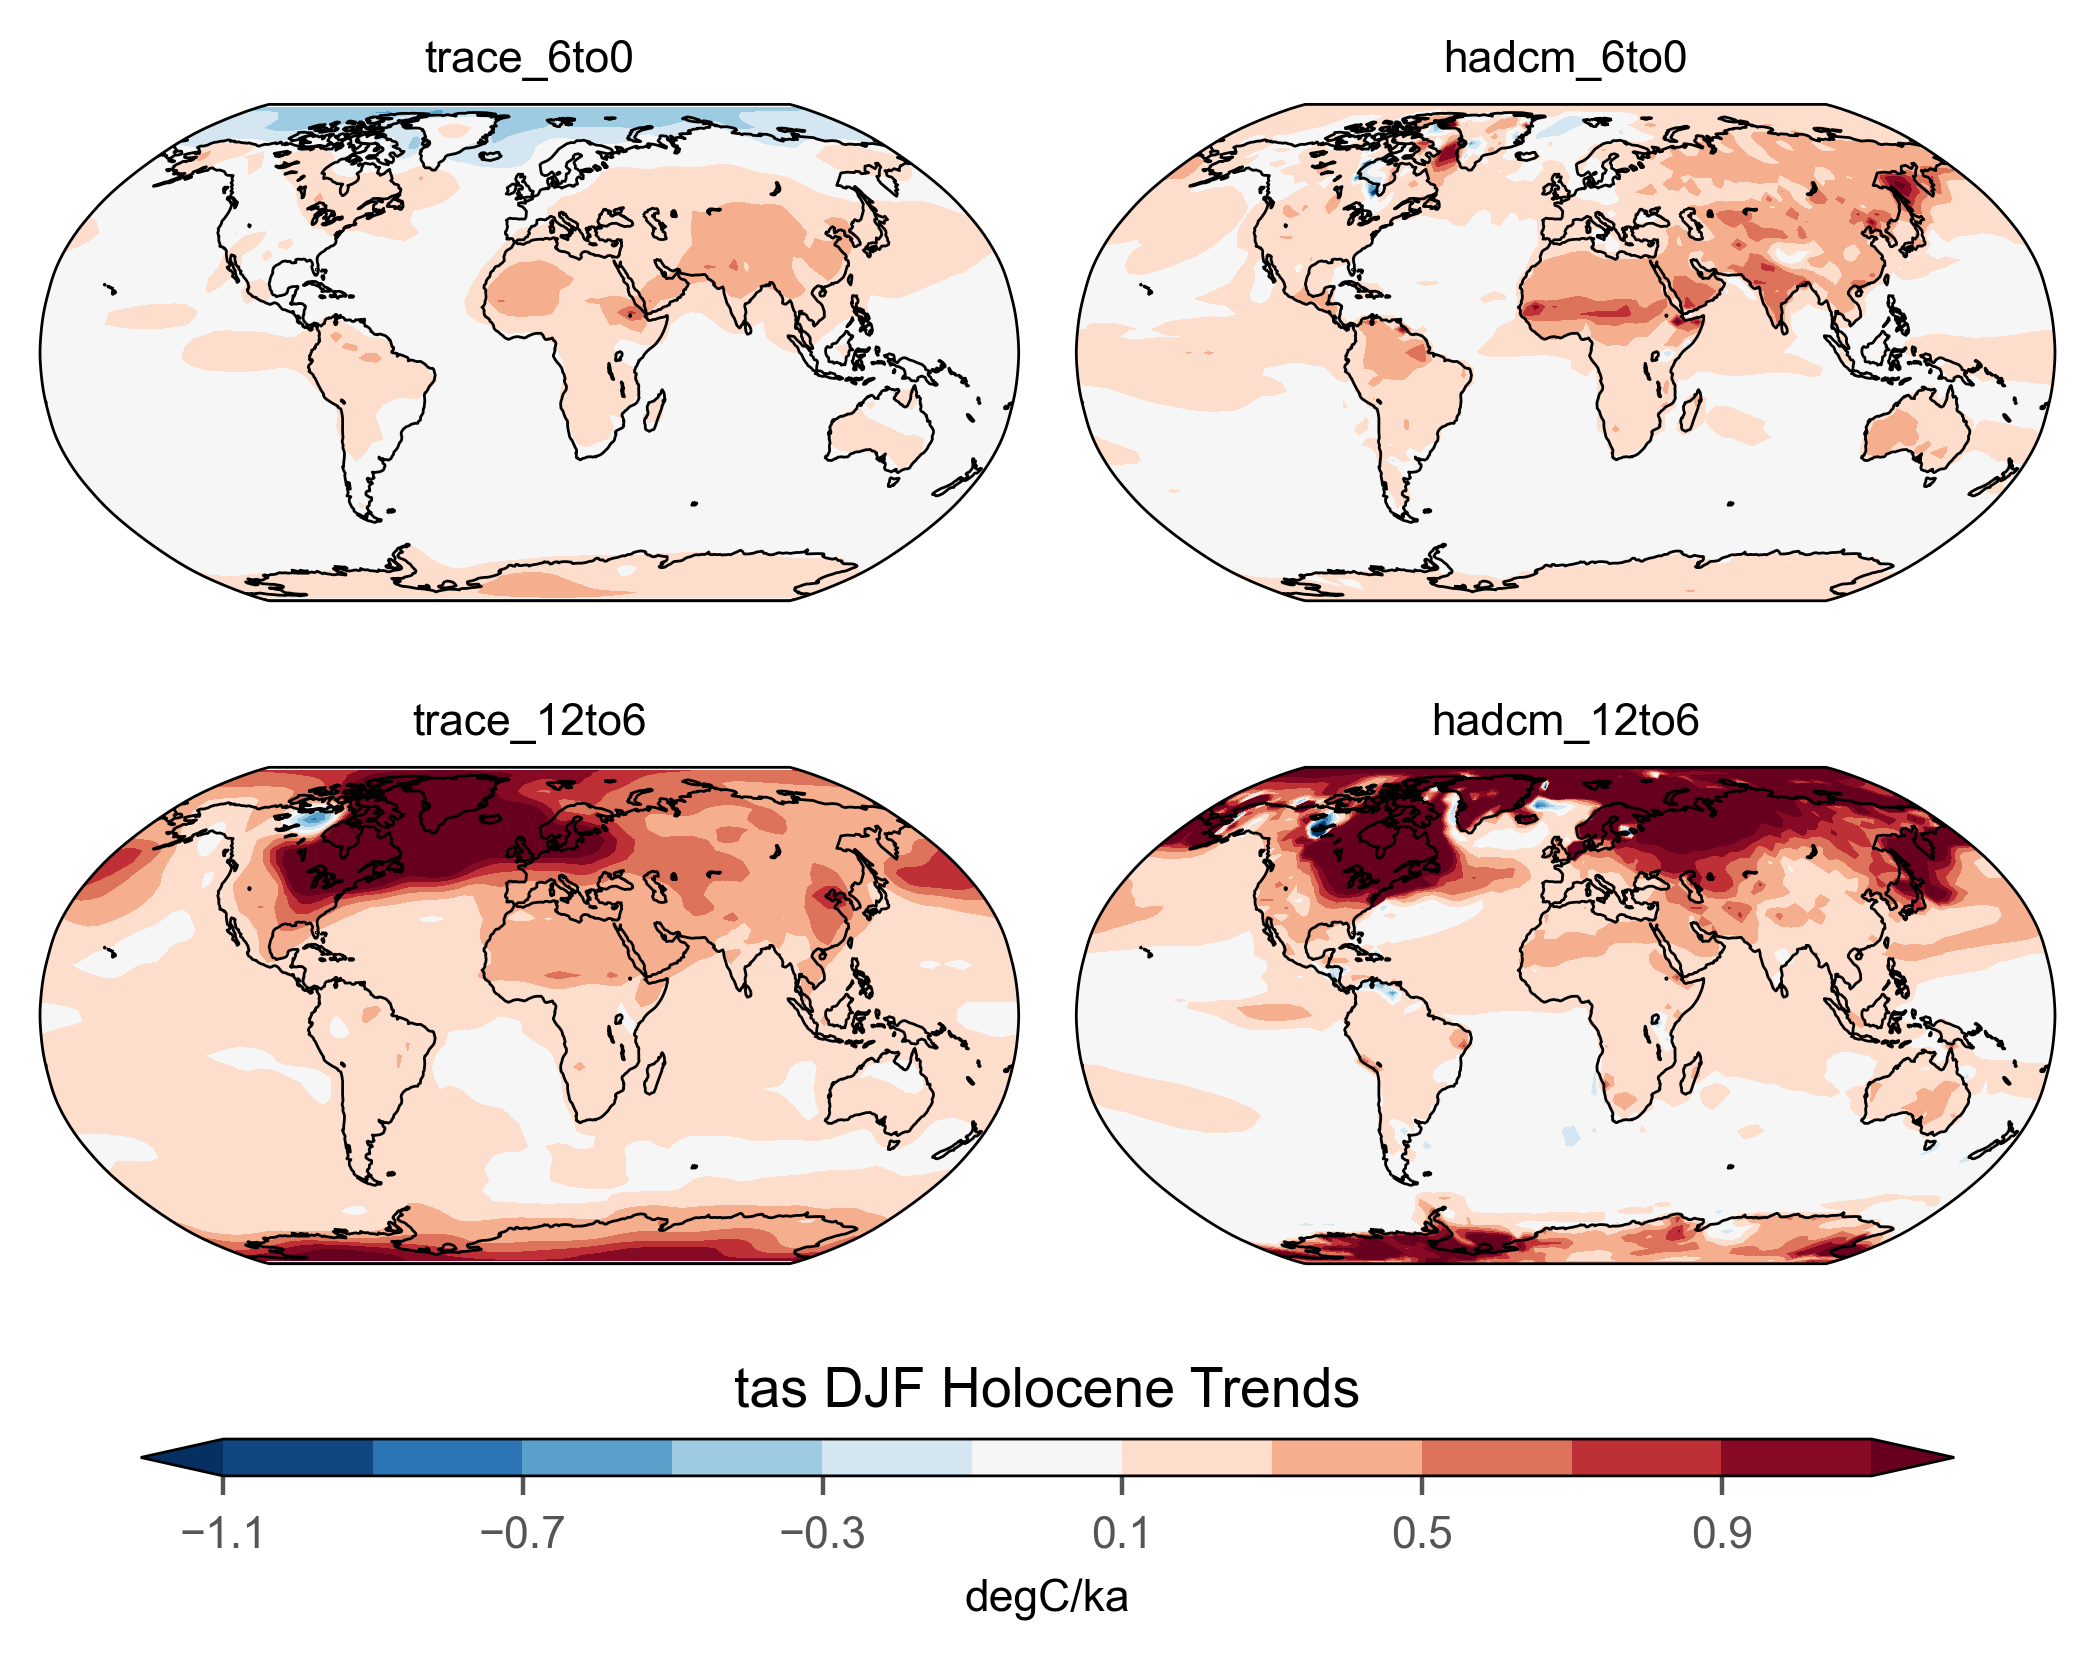 trace_6to0
hadcm_6to0
trace_12to6
hadcm_12to6
tas DJF Holocene Trends
−1.1 −0.7 −0.3 0.1 0.5 0.9
degC/ka